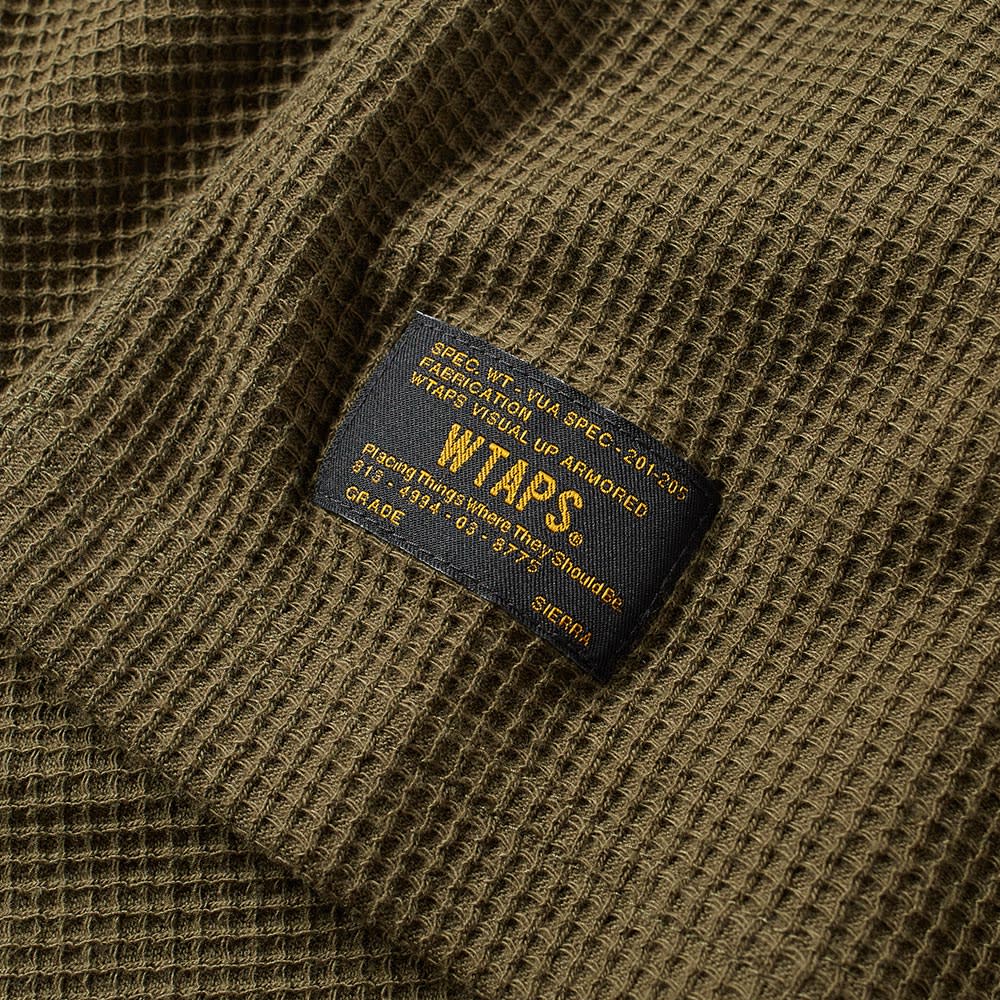 SPEC. WT - VUA SPEC - 201-205
FABRICATION
WTAPS VISUAL UP ARMORED
WTAPS®
Placing Things Where They Should Be.
813 - 4994 - 03 - 8775
GRADE
SIERRA